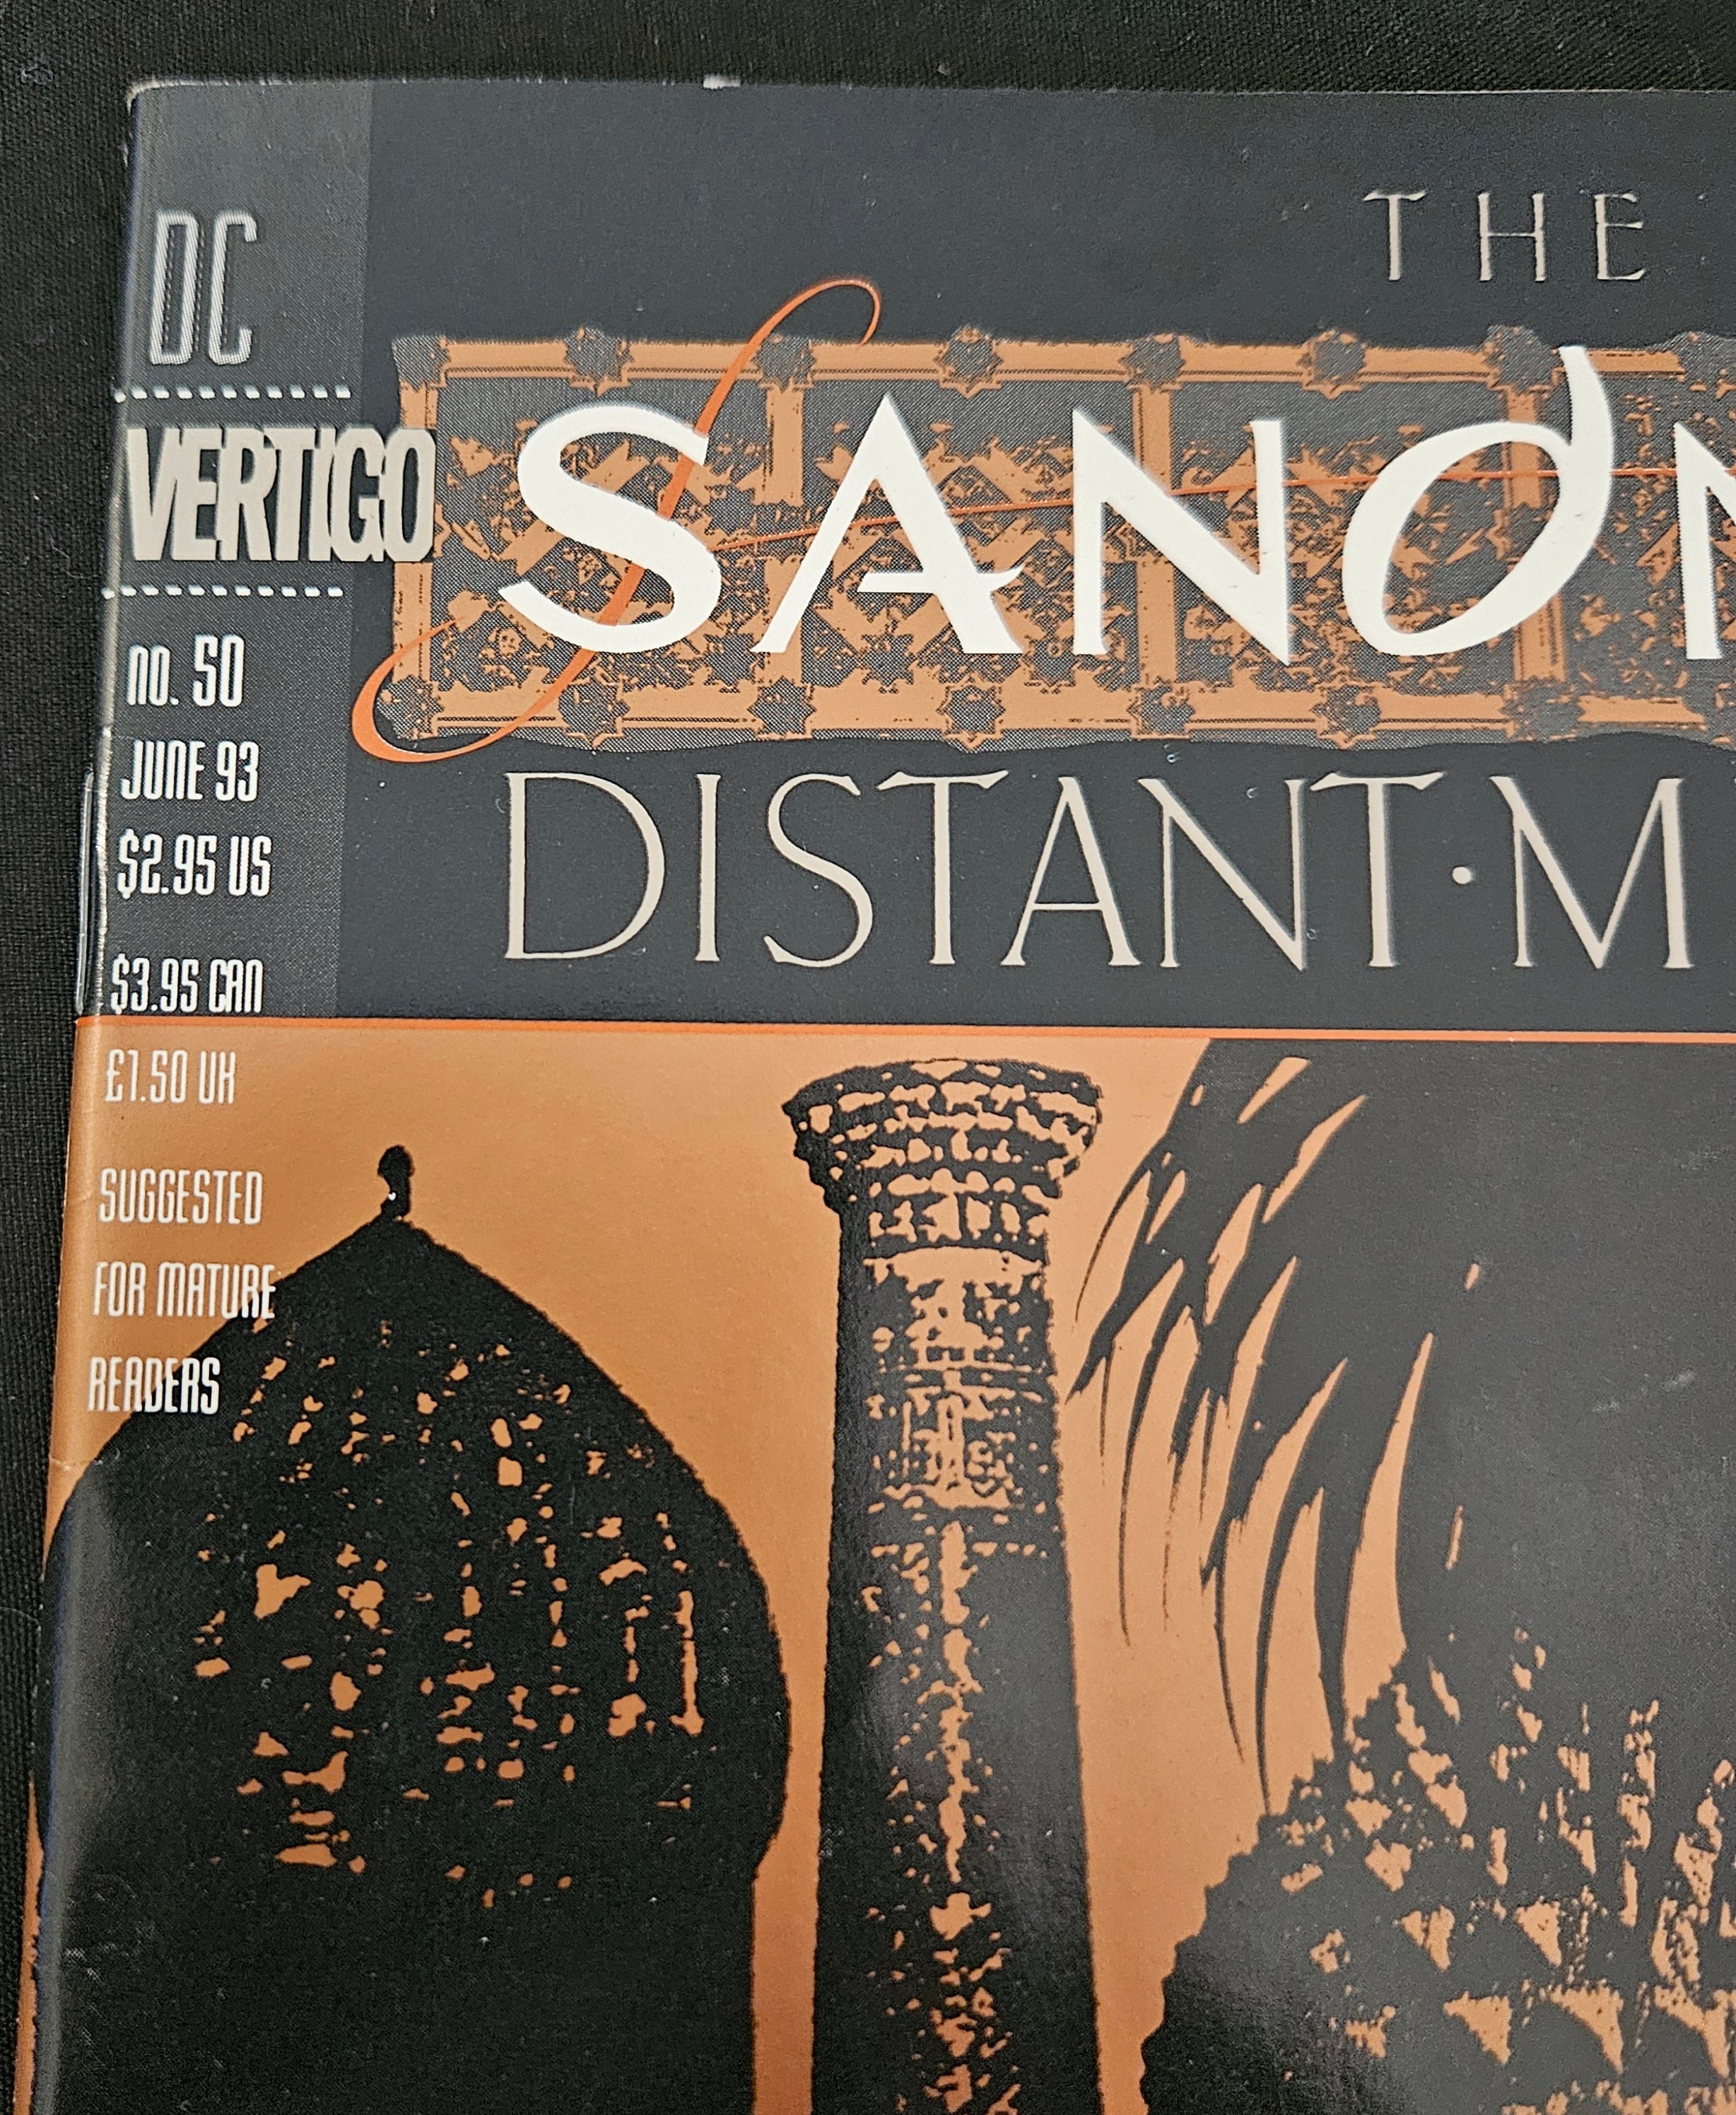 DC
VERTIGO
no. 50
JUNE 93
$2.95 US
$3.95 CAN
£1.50 UK
SUGGESTED
FOR MATURE
READERS
THE
SAND
DISTANT·M